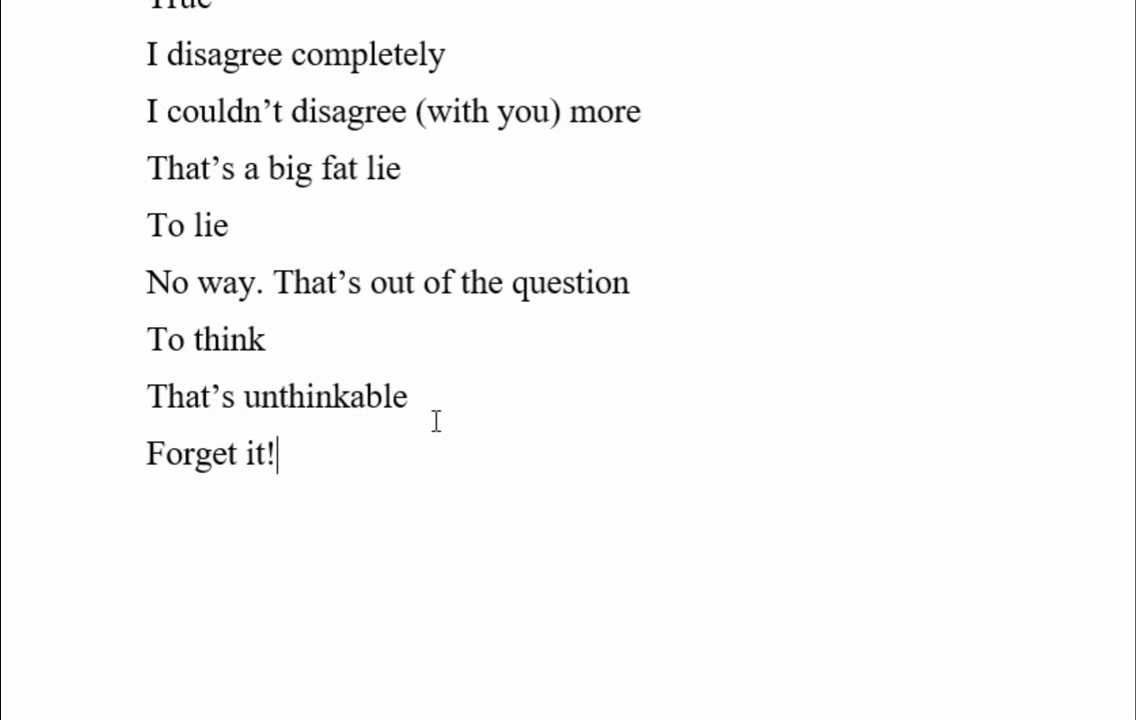 True
I disagree completely
I couldn’t disagree (with you) more
That’s a big fat lie
To lie
No way. That’s out of the question
To think
That’s unthinkable
Forget it!